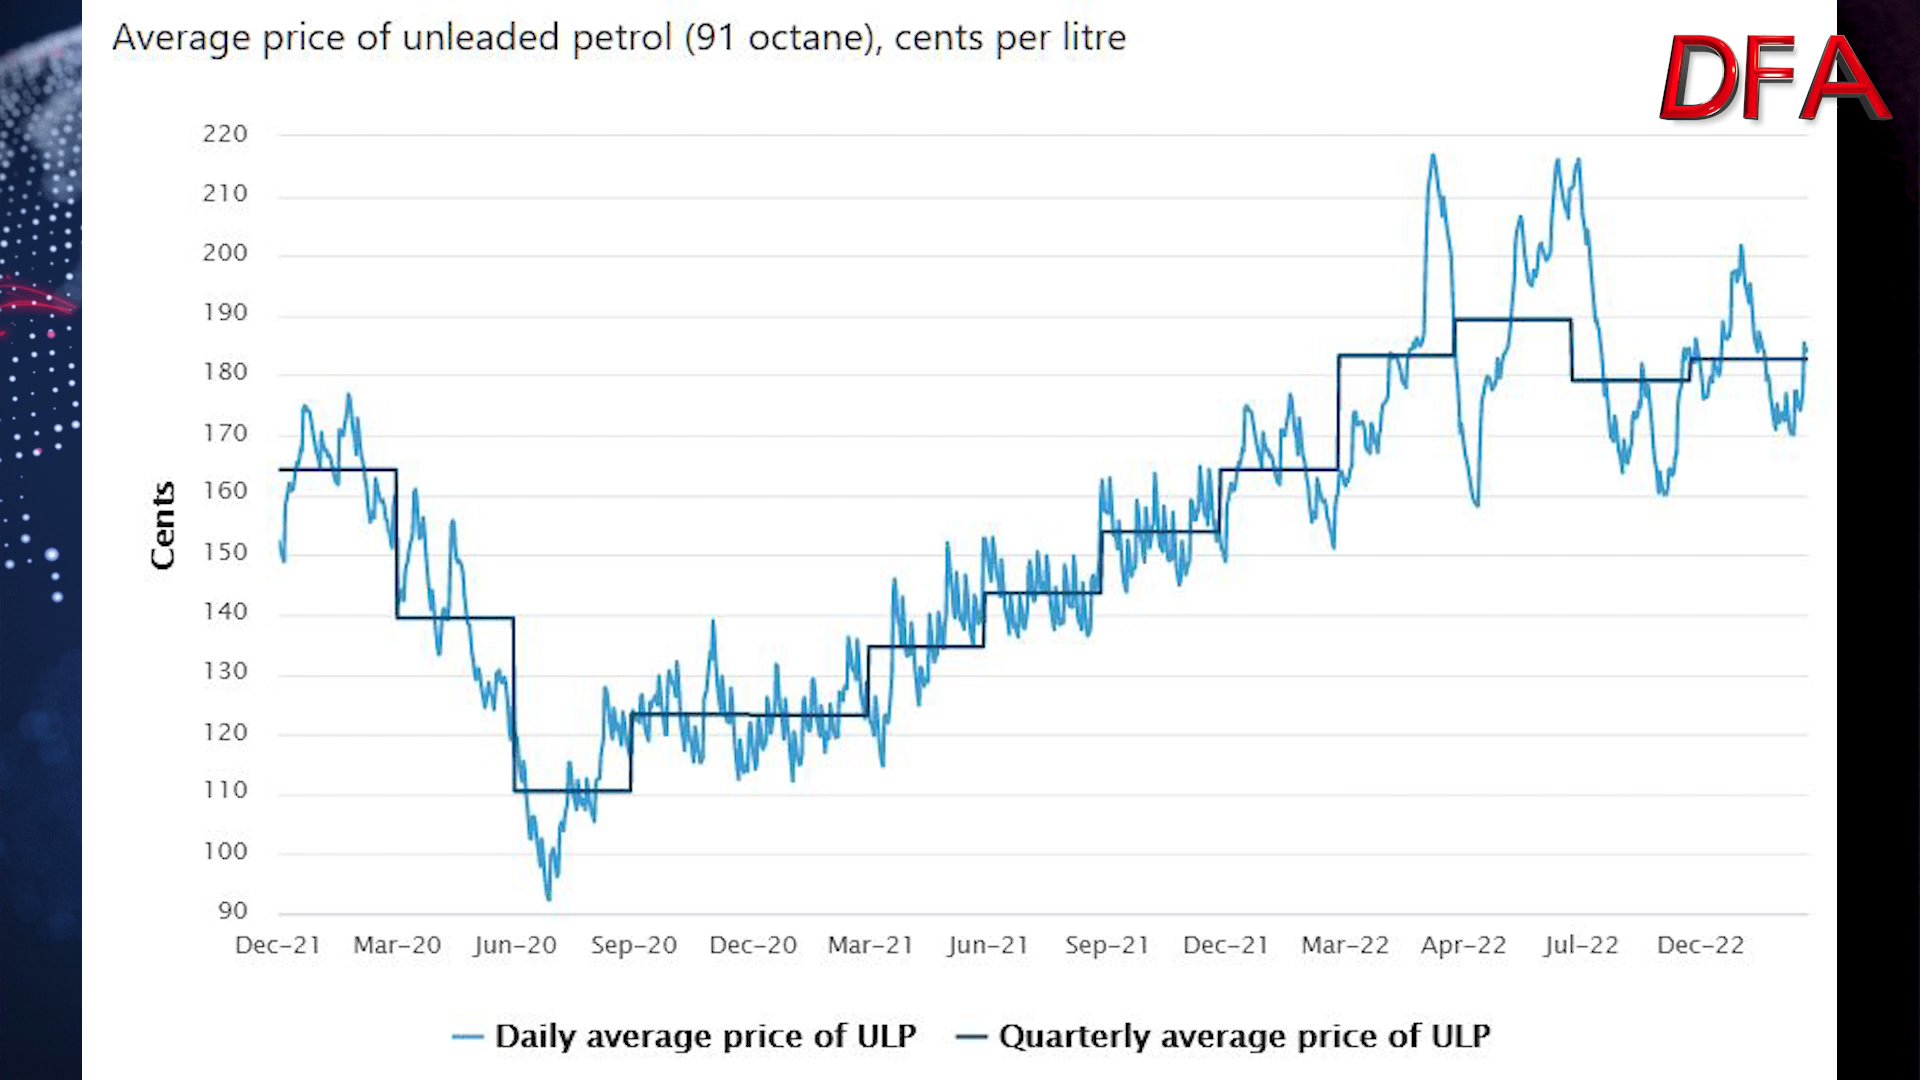 Average price of unleaded petrol (91 octane), cents per litre
DFA
220
210
200
190
180
170
160
150
140
130
120
110
100
90
Cents
Dec-21 Mar-20 Jun-20 Sep-20 Dec-20 Mar-21 Jun-21 Sep-21 Dec-21 Mar-22 Apr-22 Jul-22 Dec-22
Daily average price of ULP Quarterly average price of ULP